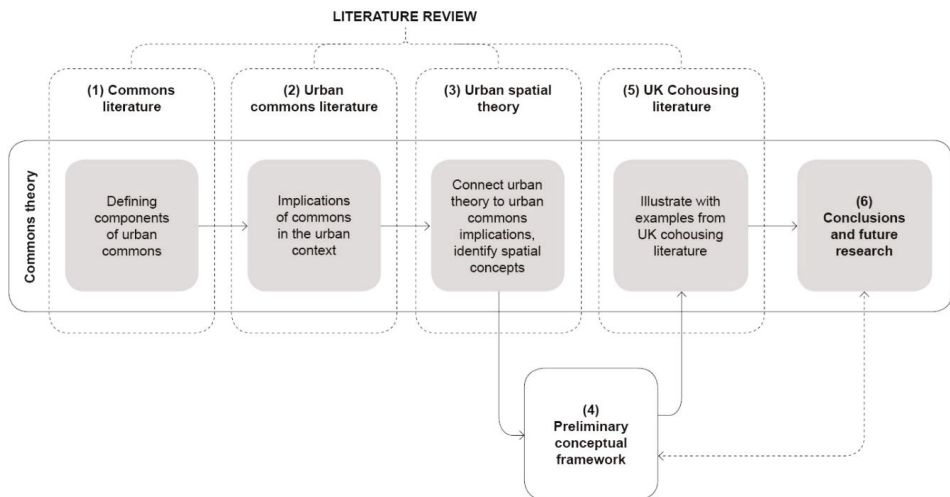 LITERATURE REVIEW
(1) Commons
literature
(2) Urban
commons literature
(3) Urban spatial
theory
(5) UK Cohousing
literature
Commons theory
Defining
components
of urban
commons
Implications
of commons
in the urban
context
Connect urban
theory to urban
commons
implications,
identify spatial
concepts
Illustrate with
examples from
UK cohousing
literature
(6)
Conclusions
and future
research
(4)
Preliminary
conceptual
framework